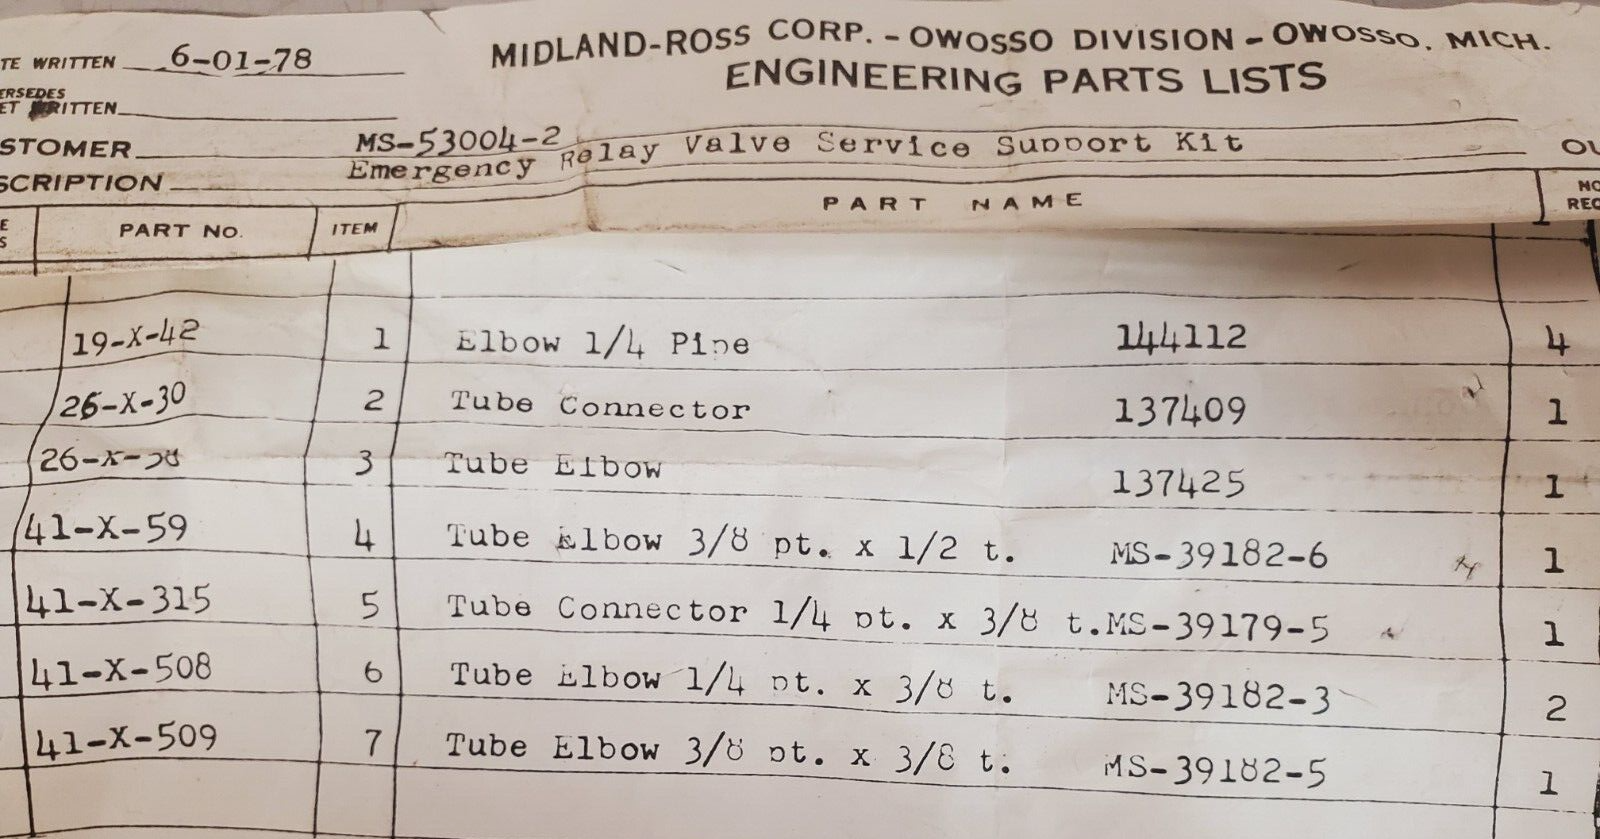 MIDLAND-ROSS CORP. - OWOSSO DIVISION - OWOSSO, MICH.
TE WRITTEN 6-01-78
ENGINEERING PARTS LISTS
ERSEDES
ET WRITTEN
STOMER MS-53004-2
SCRIPTION Emergency Relay Valve Service Support Kit
OU
E
S
PART NO. ITEM PART NAME NO
REQ
19-X-42 1 Elbow 1/4 Pipe 144112 4
26-X-30 2 Tube Connector 137409 1
26-X-38 3 Tube Elbow 137425 1
41-X-59 4 Tube Elbow 3/8 pt. x 1/2 t. MS-39182-6 1
41-X-315 5 Tube Connector 1/4 pt. x 3/8 t. MS-39179-5 1
41-X-508 6 Tube Elbow 1/4 pt. x 3/8 t. MS-39182-3 2
41-X-509 7 Tube Elbow 3/8 pt. x 3/8 t. MS-39182-5 1